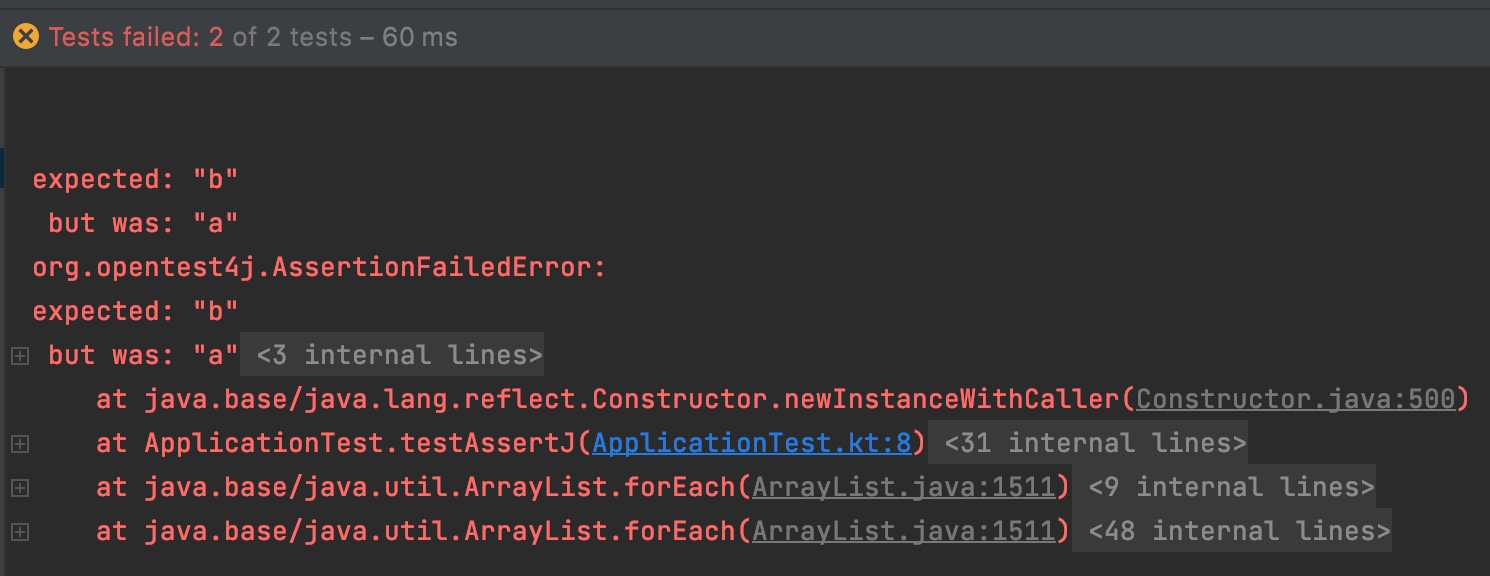 Tests failed: 2 of 2 tests – 60 ms
expected: "b"
but was: "a"
org.opentest4j.AssertionFailedError:
expected: "b"
but was: "a" <3 internal lines>
at java.base/java.lang.reflect.Constructor.newInstanceWithCaller(Constructor.java:500)
at ApplicationTest.testAssertJ(ApplicationTest.kt:8) <31 internal lines>
at java.base/java.util.ArrayList.forEach(ArrayList.java:1511) <9 internal lines>
at java.base/java.util.ArrayList.forEach(ArrayList.java:1511) <48 internal lines>